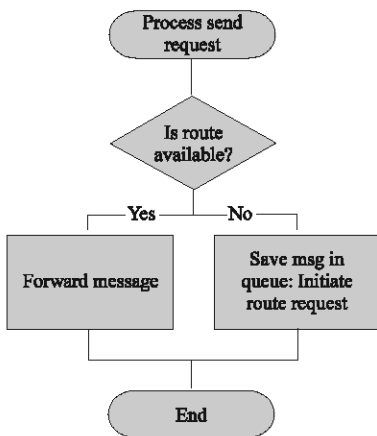 Process send
request
Is route
available?
Yes
No
Forward message
Save msg in
queue: Initiate
route request
End